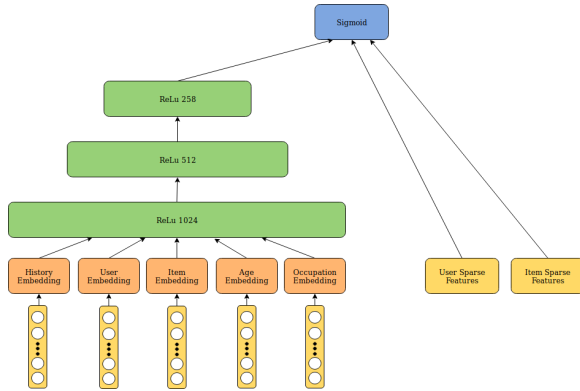 Sigmoid
ReLu 258
ReLu 512
ReLu 1024
History
Embedding
User
Embedding
Item
Embedding
Age
Embedding
Occupation
Embedding
User Sparse
Features
Item Sparse
Features